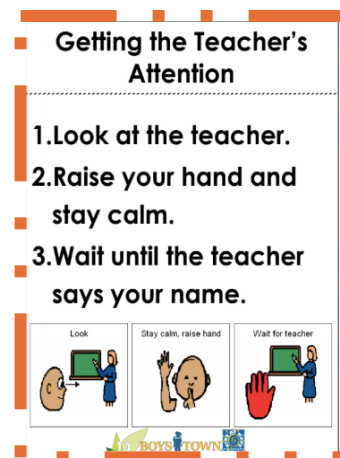 Getting the Teacher's
Attention
1.Look at the teacher.
2.Raise your hand and
stay calm.
3.Wait until the teacher
says your name.
Look
Stay calm, raise hand
Wait for teacher
BOYS TOWN